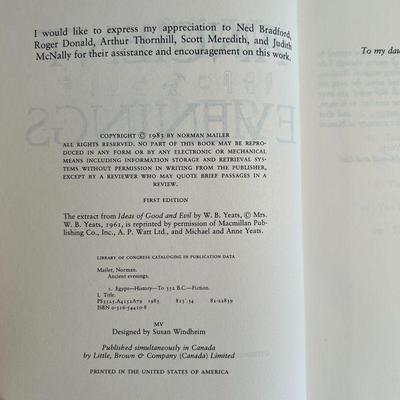 I would like to express my appreciation to Ned Bradford,
Roger Donald, Arthur Thornhill, Scott Meredith, and Judith
McNally for their assistance and encouragement on this work.
To my dau
COPYRIGHT © 1983 BY NORMAN MAILER
ALL RIGHTS RESERVED. NO PART OF THIS BOOK MAY BE REPRO-
DUCED IN ANY FORM OR BY ANY ELECTRONIC OR MECHANICAL
MEANS INCLUDING INFORMATION STORAGE AND RETRIEVAL SYS-
TEMS WITHOUT PERMISSION IN WRITING FROM THE PUBLISHER,
EXCEPT BY A REVIEWER WHO MAY QUOTE BRIEF PASSAGES IN A
REVIEW.
FIRST EDITION
The extract from Ideas of Good and Evil by W. B. Yeats, © Mrs.
W. B. Yeats, 1961, is reprinted by permission of Macmillan Pub-
lishing Co., Inc., A. P. Watt Ltd., and Michael and Anne Yeats.
LIBRARY OF CONGRESS CATALOGING IN PUBLICATION DATA
Mailer, Norman.
Ancient evenings.
1. Egypt—History—To 332 B.C.—Fiction.
I. Title.
PS3525.A4152A79 1983 813'.54 82-22839
ISBN 0-316-54410-8
MV
Designed by Susan Windheim
Published simultaneously in Canada
by Little, Brown & Company (Canada) Limited
PRINTED IN THE UNITED STATES OF AMERICA